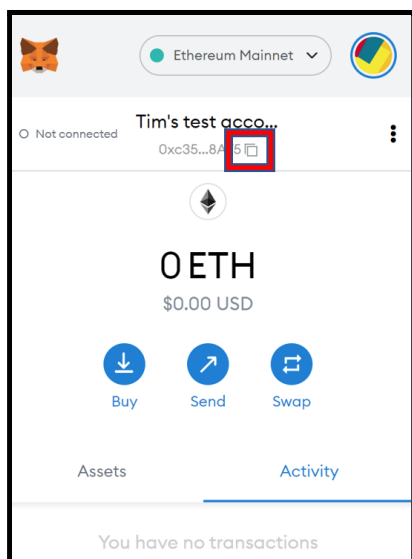 Ethereum Mainnet
Tim's test acco...
Not connected
0xc35...8A
5
0 ETH
$0.00 USD
Buy Send Swap
Assets Activity
You have no transactions